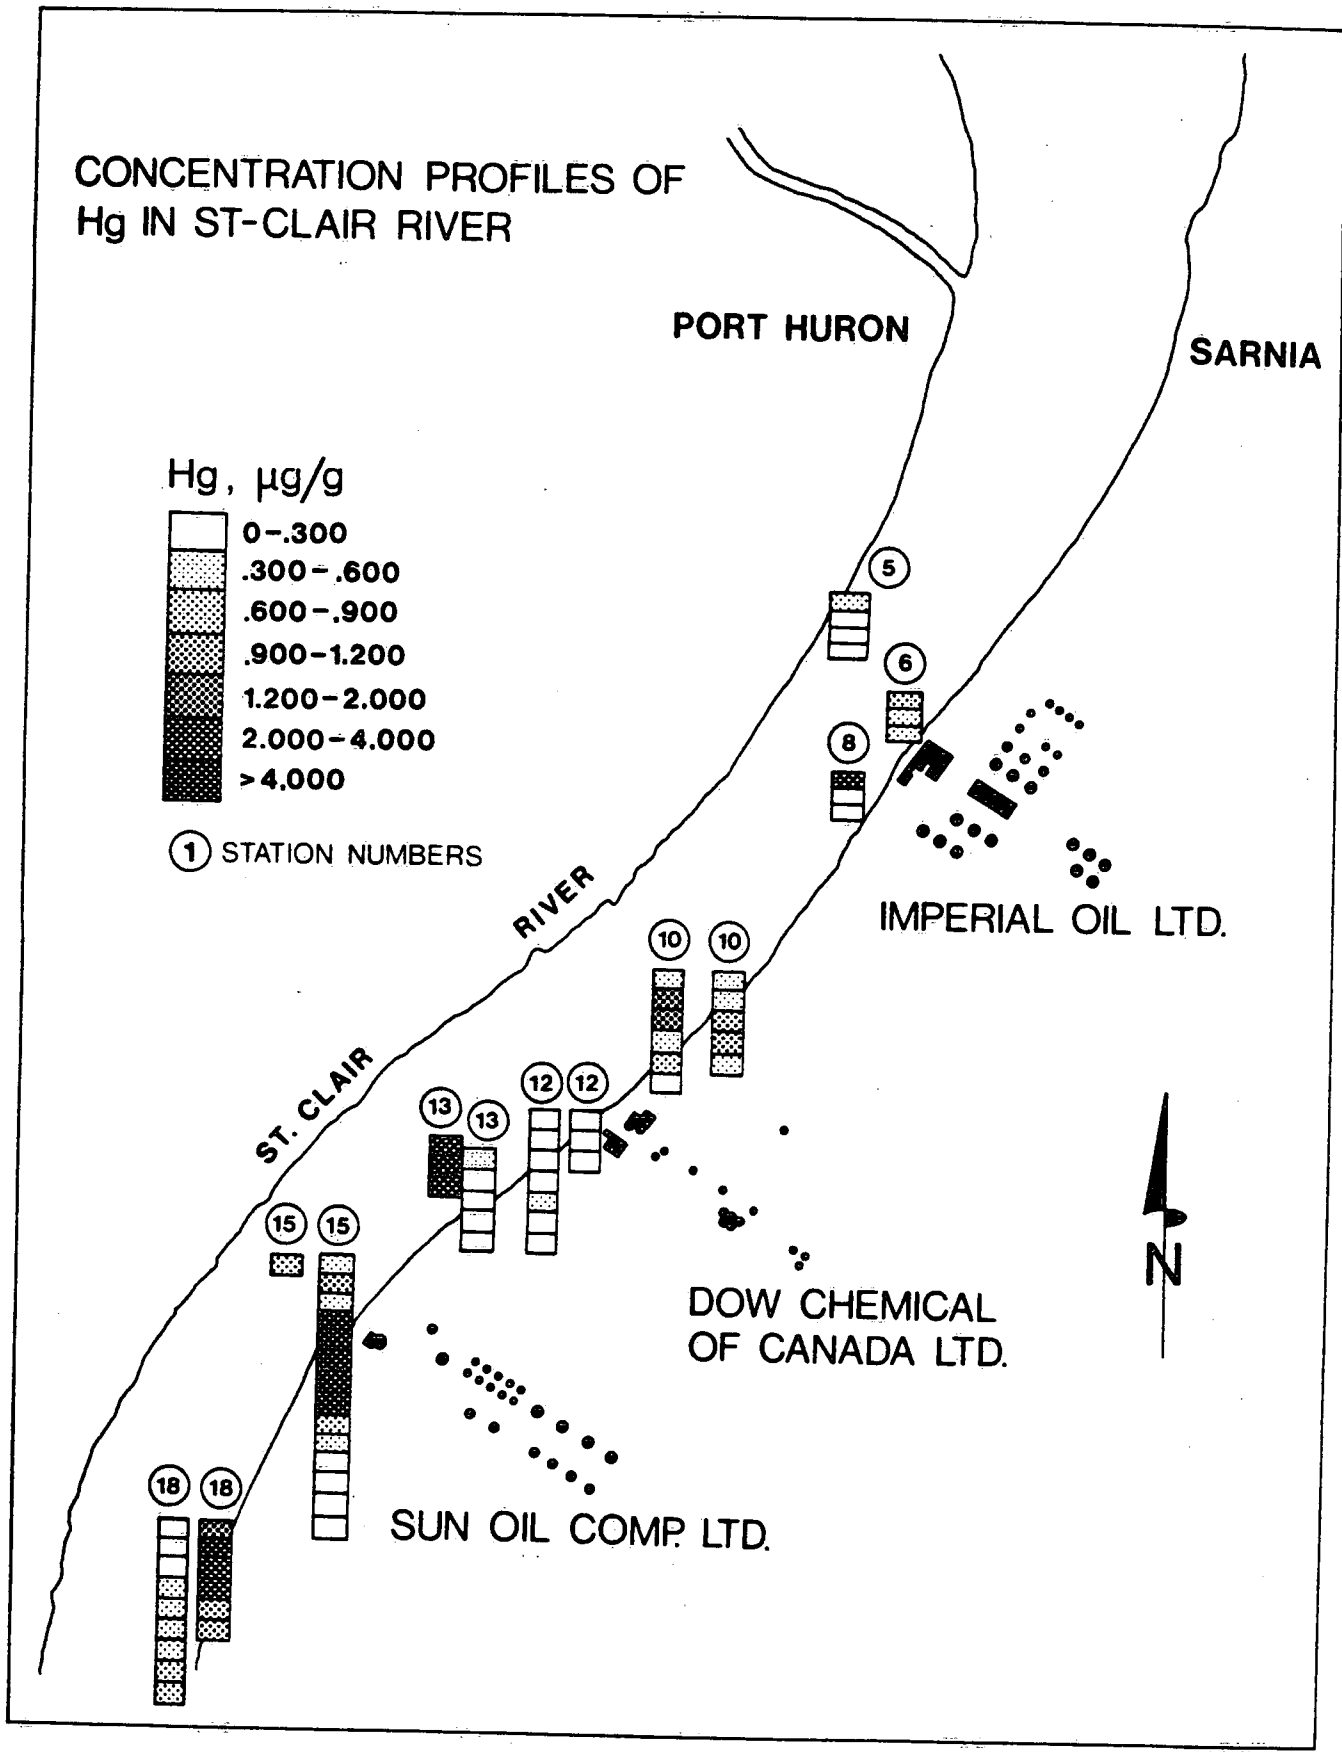 CONCENTRATION PROFILES OF
Hg IN ST-CLAIR RIVER
PORT HURON
SARNIA
Hg, µg/g
0-.300
.300-.600
.600-.900
.900-1.200
1.200-2.000
2.000-4.000
>4.000
1 STATION NUMBERS
5
6
8
IMPERIAL OIL LTD.
ST. CLAIR RIVER
10 10
12 12
13 13
15 15
N
DOW CHEMICAL
OF CANADA LTD.
18 18
SUN OIL COMP. LTD.